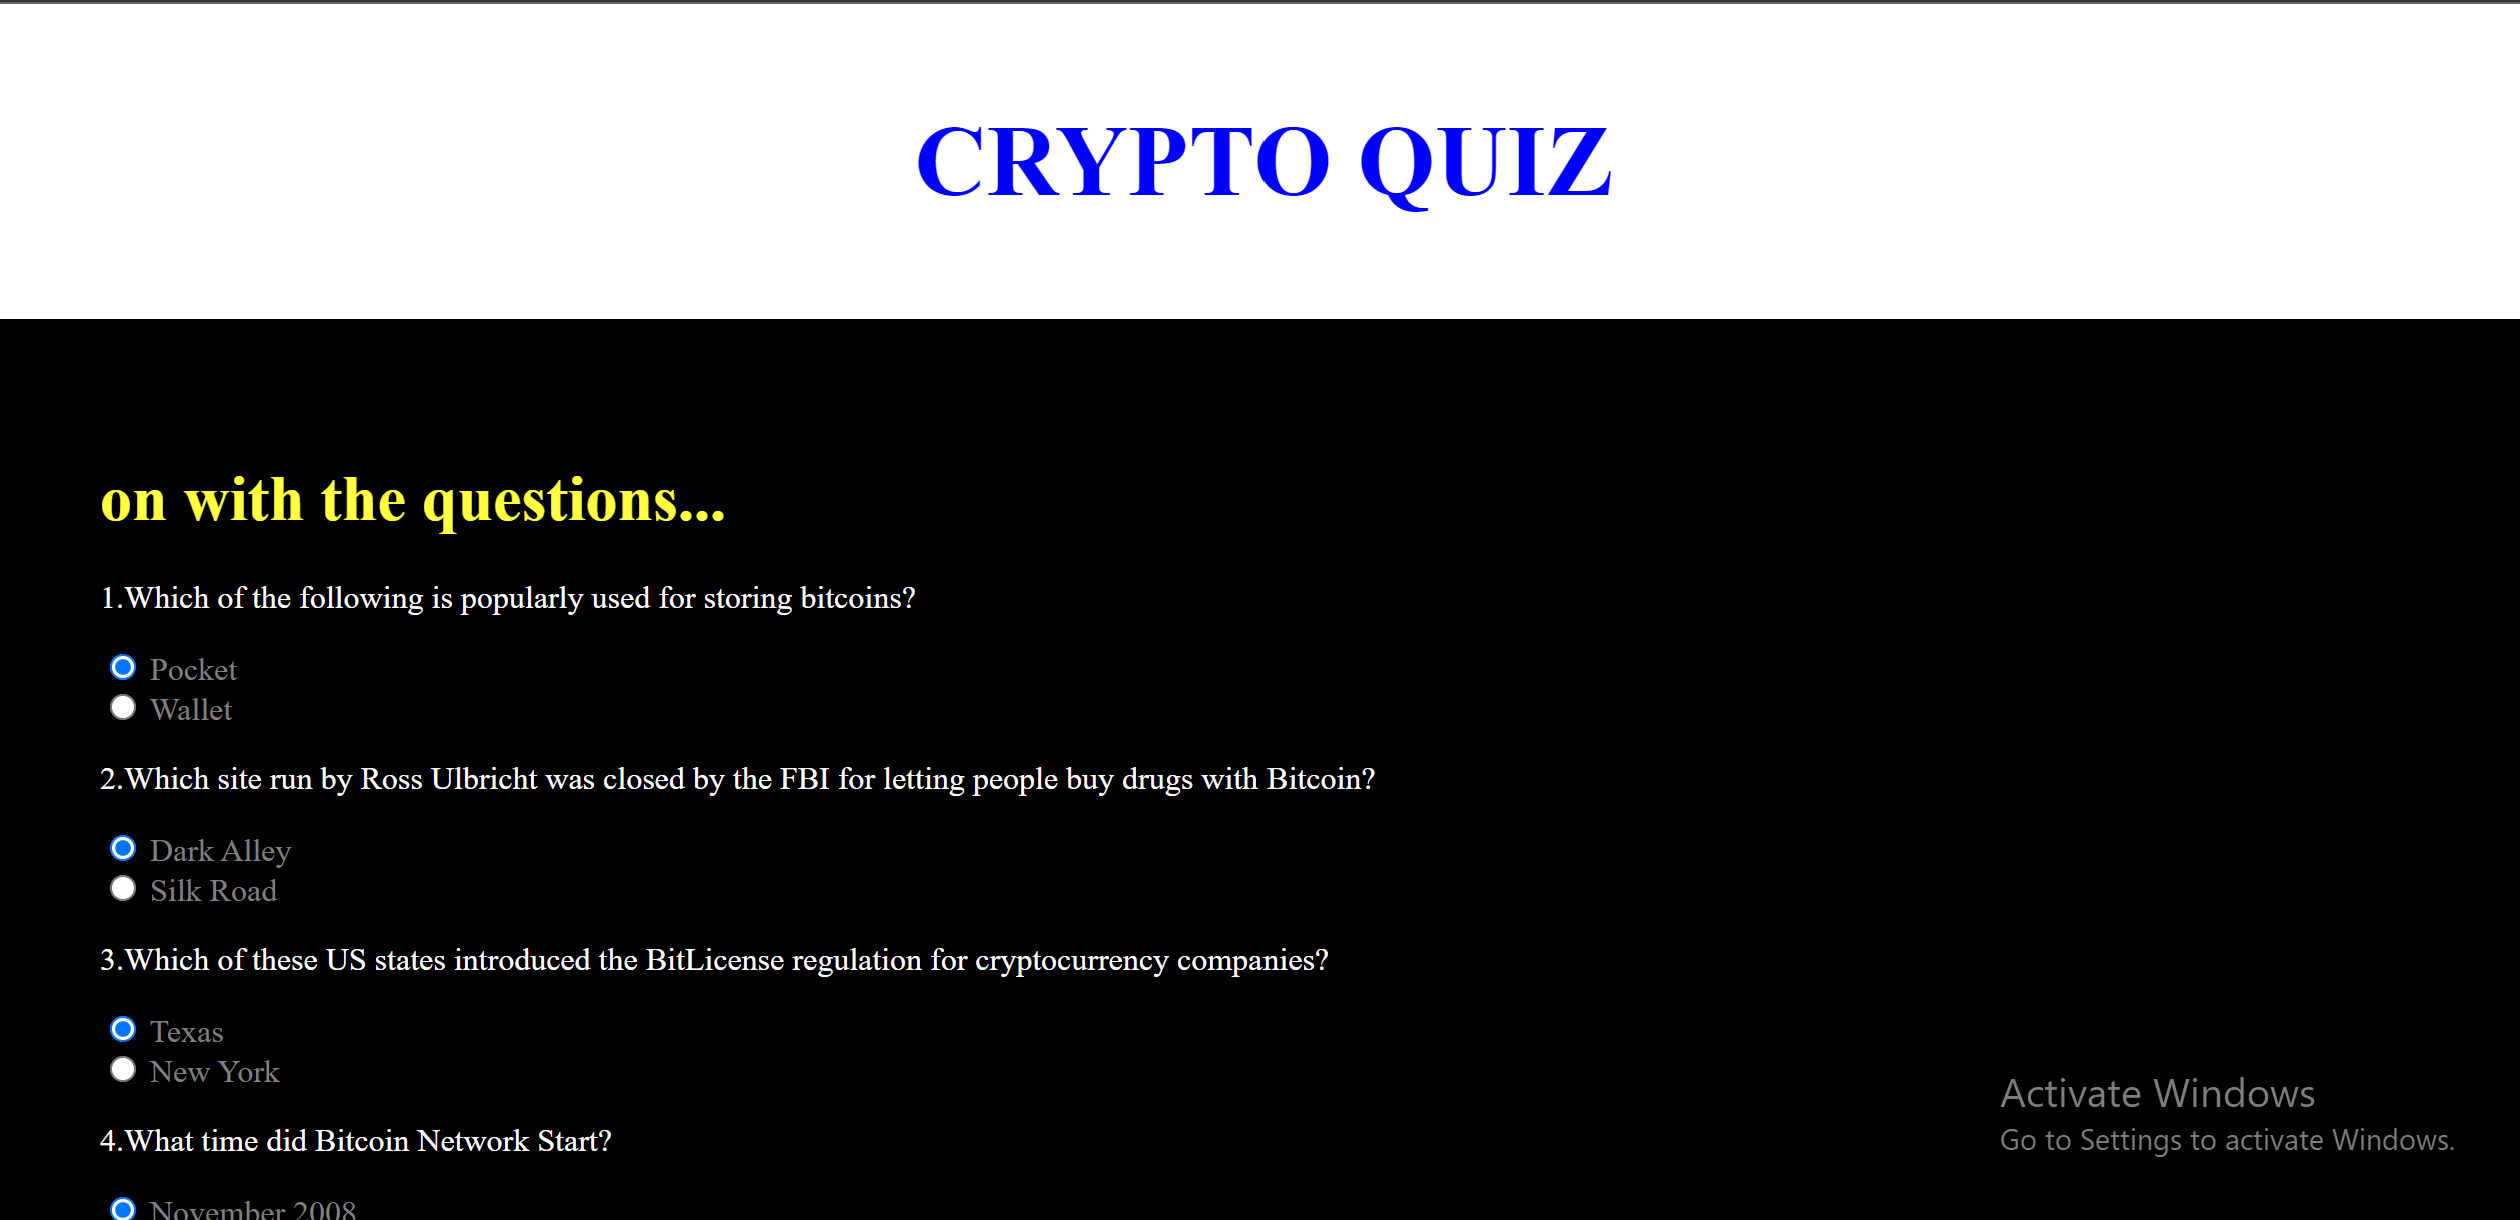 CRYPTO QUIZ
on with the questions...
1.Which of the following is popularly used for storing bitcoins?
Pocket
Wallet
2.Which site run by Ross Ulbricht was closed by the FBI for letting people buy drugs with Bitcoin?
Dark Alley
Silk Road
3.Which of these US states introduced the BitLicense regulation for cryptocurrency companies?
Texas
New York
4.What time did Bitcoin Network Start?
November 2008
Activate Windows
Go to Settings to activate Windows.